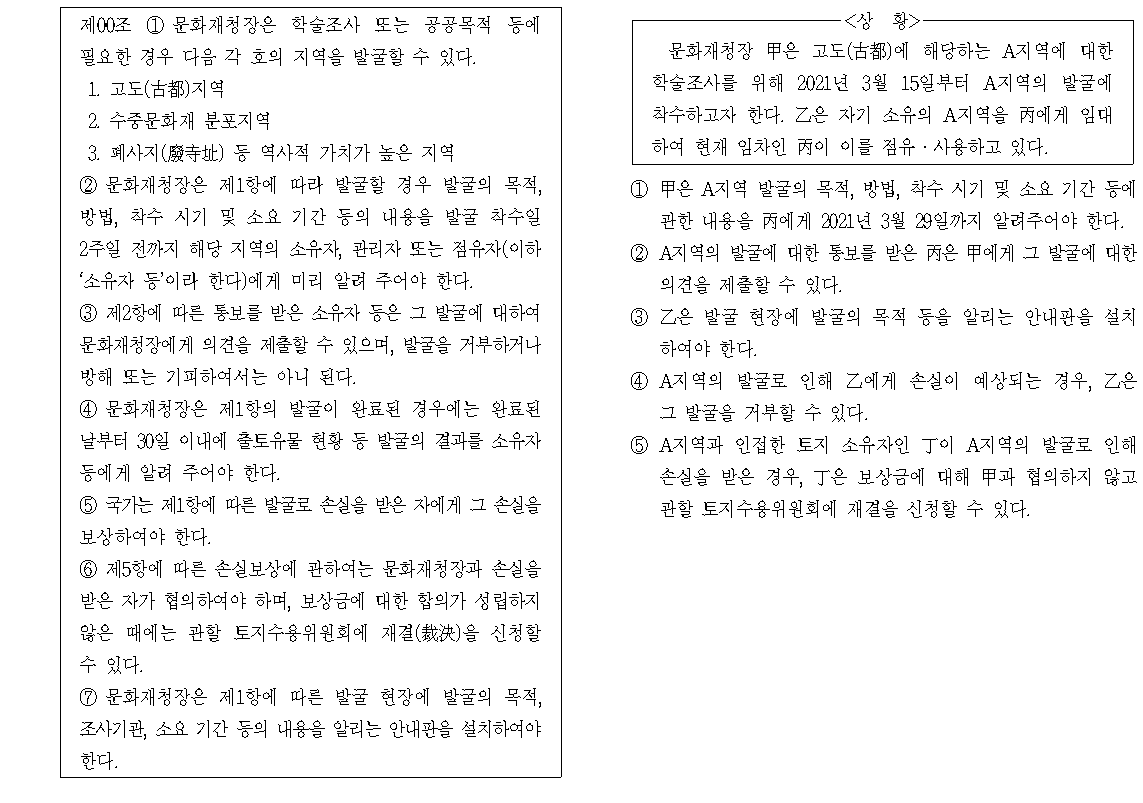 제00조 ① 문화재청장은 학술조사 또는 공공목적 등에
필요한 경우 다음 각 호의 지역을 발굴할 수 있다.
1. 고도(古都)지역
2. 수중문화재 분포지역
3. 폐사지(廢寺址) 등 역사적 가치가 높은 지역
② 문화재청장은 제1항에 따라 발굴할 경우 발굴의 목적,
방법, 착수 시기 및 소요 기간 등의 내용을 발굴 착수일
2주일 전까지 해당 지역의 소유자, 관리자 또는 점유자(이하
‘소유자 등’이라 한다)에게 미리 알려 주어야 한다.
③ 제2항에 따른 통보를 받은 소유자 등은 그 발굴에 대하여
문화재청장에게 의견을 제출할 수 있으며, 발굴을 거부하거나
방해 또는 기피하여서는 아니 된다.
④ 문화재청장은 제1항의 발굴이 완료된 경우에는 완료된
날부터 30일 이내에 출토유물 현황 등 발굴의 결과를 소유자
등에게 알려 주어야 한다.
⑤ 국가는 제1항에 따른 발굴로 손실을 받은 자에게 그 손실을
보상하여야 한다.
⑥ 제5항에 따른 손실보상에 관하여는 문화재청장과 손실을
받은 자가 협의하여야 하며, 보상금에 대한 합의가 성립하지
않은 때에는 관할 토지수용위원회에 재결(裁決)을 신청할
수 있다.
⑦ 문화재청장은 제1항에 따른 발굴 현장에 발굴의 목적,
조사기관, 소요 기간 등의 내용을 알리는 안내판을 설치하여야
한다.
<상 황>
문화재청장 甲은 고도(古都)에 해당하는 A지역에 대한
학술조사를 위해 2021년 3월 15일부터 A지역의 발굴에
착수하고자 한다. 乙은 자기 소유의 A지역을 丙에게 임대
하여 현재 임차인 丙이 이를 점유·사용하고 있다.
① 甲은 A지역 발굴의 목적, 방법, 착수 시기 및 소요 기간 등에
관한 내용을 丙에게 2021년 3월 29일까지 알려주어야 한다.
② A지역의 발굴에 대한 통보를 받은 丙은 甲에게 그 발굴에 대한
의견을 제출할 수 있다.
③ 乙은 발굴 현장에 발굴의 목적 등을 알리는 안내판을 설치
하여야 한다.
④ A지역의 발굴로 인해 乙에게 손실이 예상되는 경우, 乙은
그 발굴을 거부할 수 있다.
⑤ A지역과 인접한 토지 소유자인 丁이 A지역의 발굴로 인해
손실을 받은 경우, 丁은 보상금에 대해 甲과 협의하지 않고
관할 토지수용위원회에 재결을 신청할 수 있다.